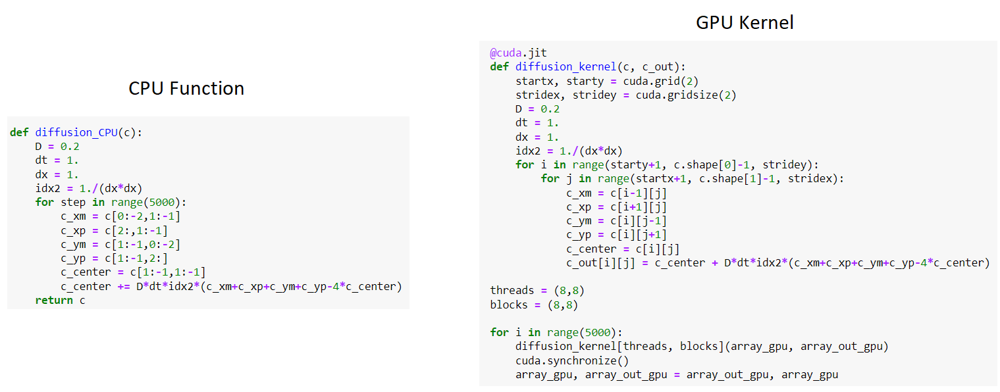 CPU Function
def diffusion_CPU(c):
    D = 0.2
    dt = 1.
    dx = 1.
    idx2 = 1./(dx*dx)
    for step in range(5000):
        c_xm = c[0:-2,1:-1]
        c_xp = c[2:,1:-1]
        c_ym = c[1:-1,0:-2]
        c_yp = c[1:-1,2:]
        c_center = c[1:-1,1:-1]
        c_center += D*dt*idx2*(c_xm+c_xp+c_ym+c_yp-4*c_center)
    return c
GPU Kernel
@cuda.jit
def diffusion_kernel(c, c_out):
    startx, starty = cuda.grid(2)
    stridex, stridey = cuda.gridsize(2)
    D = 0.2
    dt = 1.
    dx = 1.
    idx2 = 1./(dx*dx)
    for i in range(starty+1, c.shape[0]-1, stridey):
        for j in range(startx+1, c.shape[1]-1, stridex):
            c_xm = c[i-1][j]
            c_xp = c[i+1][j]
            c_ym = c[i][j-1]
            c_yp = c[i][j+1]
            c_center = c[i][j]
            c_out[i][j] = c_center + D*dt*idx2*(c_xm+c_xp+c_ym+c_yp-4*c_center)
threads = (8,8)
blocks = (8,8)
for i in range(5000):
    diffusion_kernel[threads, blocks](array_gpu, array_out_gpu)
    cuda.synchronize()
    array_gpu, array_out_gpu = array_out_gpu, array_gpu